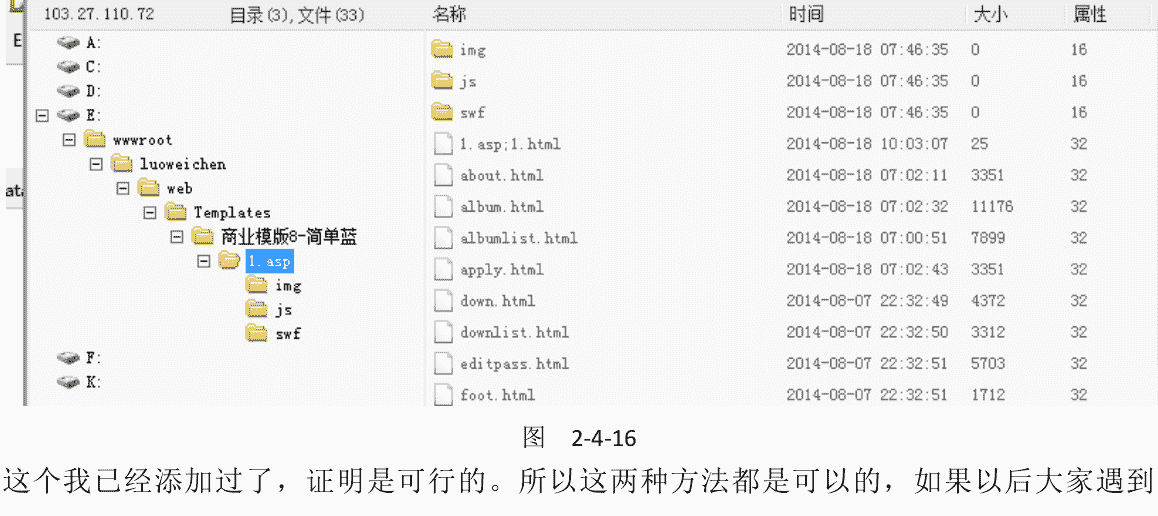 103.27.110.72 目录(3),文件(33) 名称 时间 大小 属性
E
A:
C:
D:
E:
wwwroot
luoweichen
web
Templates
商业模版8-简单蓝
1.asp
img
js
swf
F:
K:
img 2014-08-18 07:46:35 0 16
js 2014-08-18 07:46:35 0 16
swf 2014-08-18 07:46:35 0 16
1.asp;1.html 2014-08-18 10:03:07 25 32
about.html 2014-08-18 07:02:11 3351 32
album.html 2014-08-18 07:02:32 11176 32
albumlist.html 2014-08-18 07:00:51 7899 32
apply.html 2014-08-18 07:02:43 3351 32
down.html 2014-08-07 22:32:49 4372 32
downlist.html 2014-08-07 22:32:50 3312 32
editpass.html 2014-08-07 22:32:51 5703 32
foot.html 2014-08-07 22:32:51 1712 32
图 2-4-16
这个我已经添加过了，证明是可行的。所以这两种方法都是可以的，如果以后大家遇到